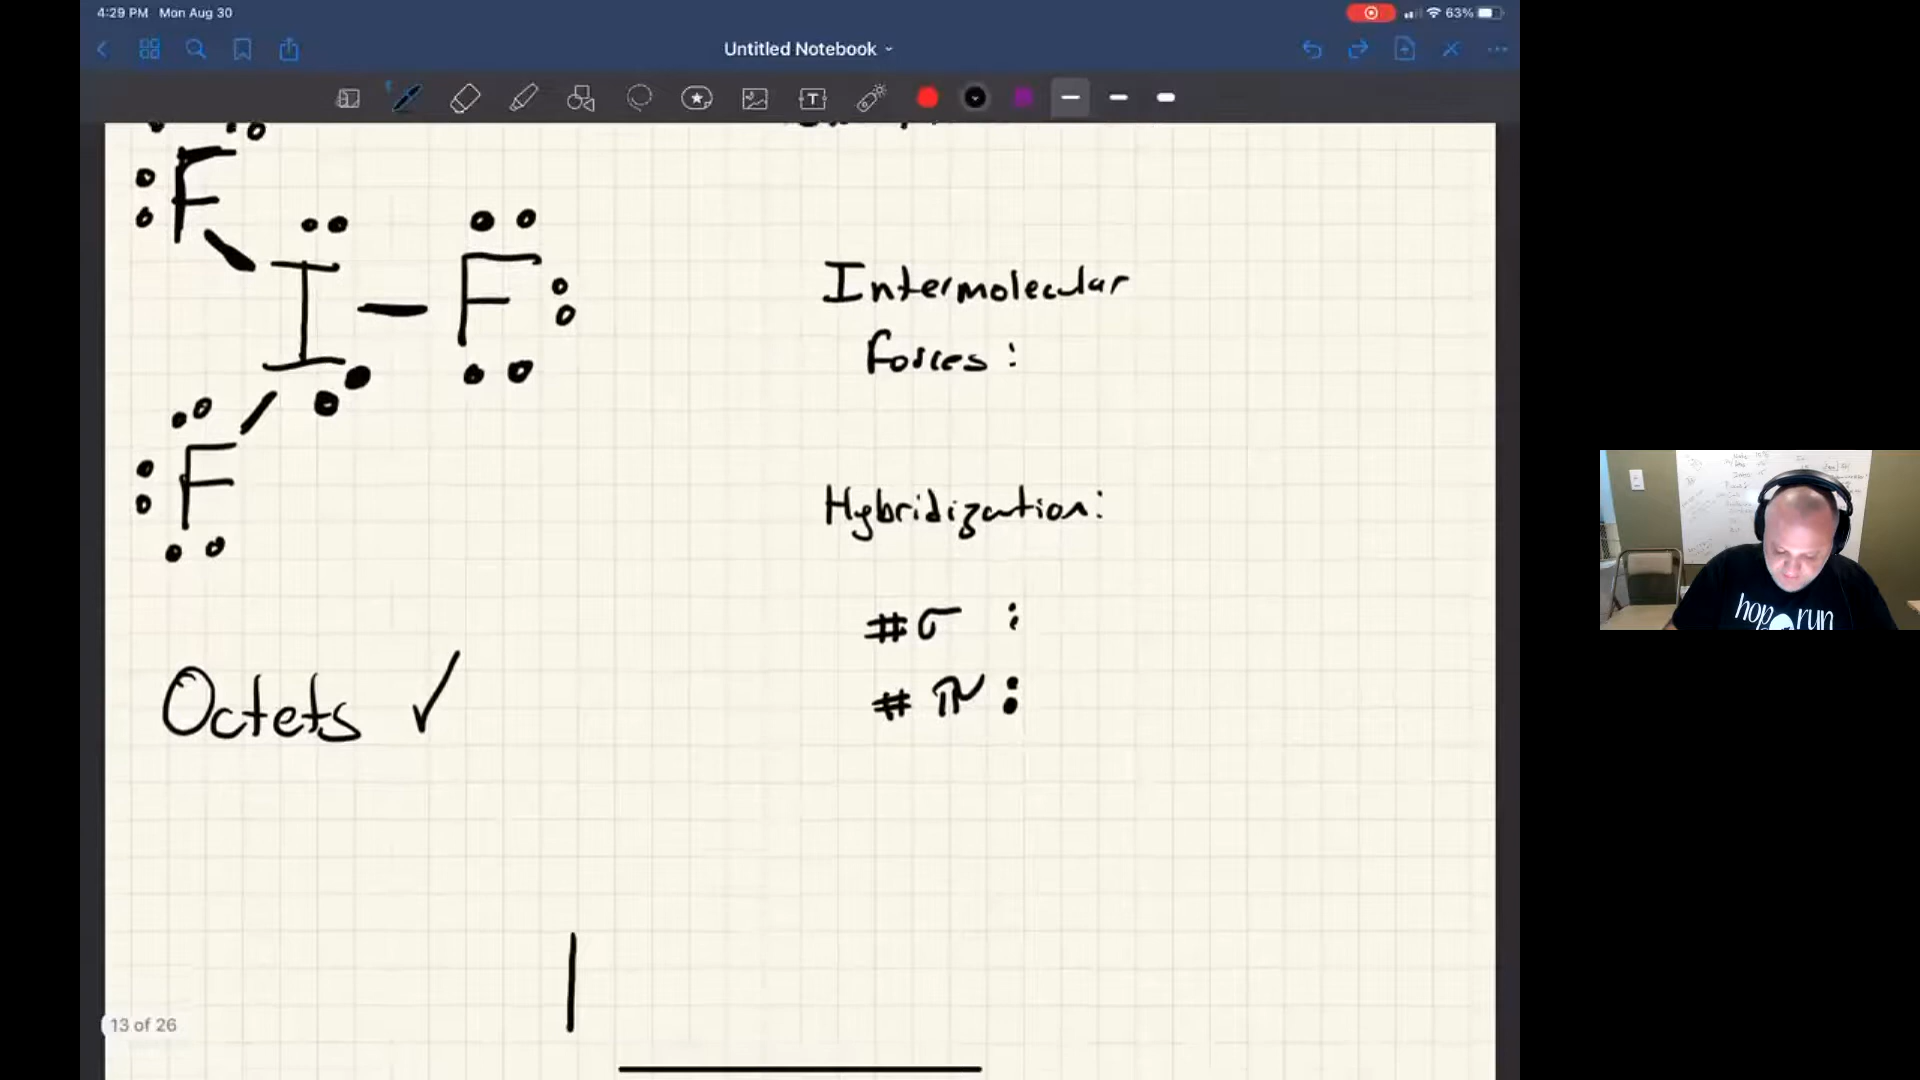 4:29 PM Mon Aug 30
63%
Untitled Notebook
T
F
I - F
F
Intermolecular
forces :
Hybridization:
# σ :
# π :
Octets ✓
13 of 26
hop run